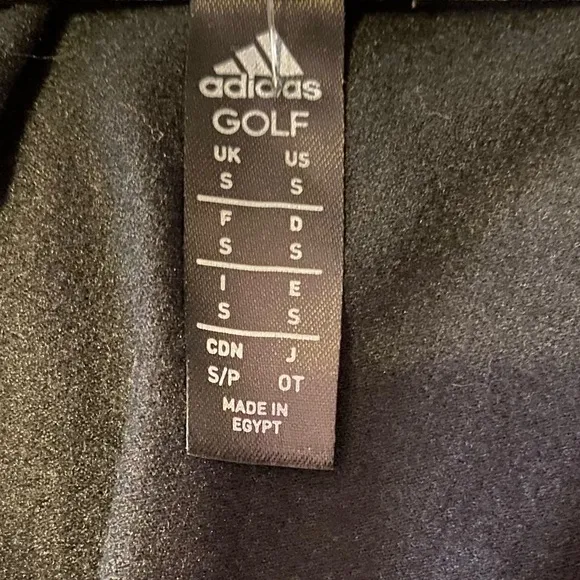 adidas
GOLF
UK US
S S
F D
S S
I E
S S
CDN J
S/P OT
MADE IN
EGYPT